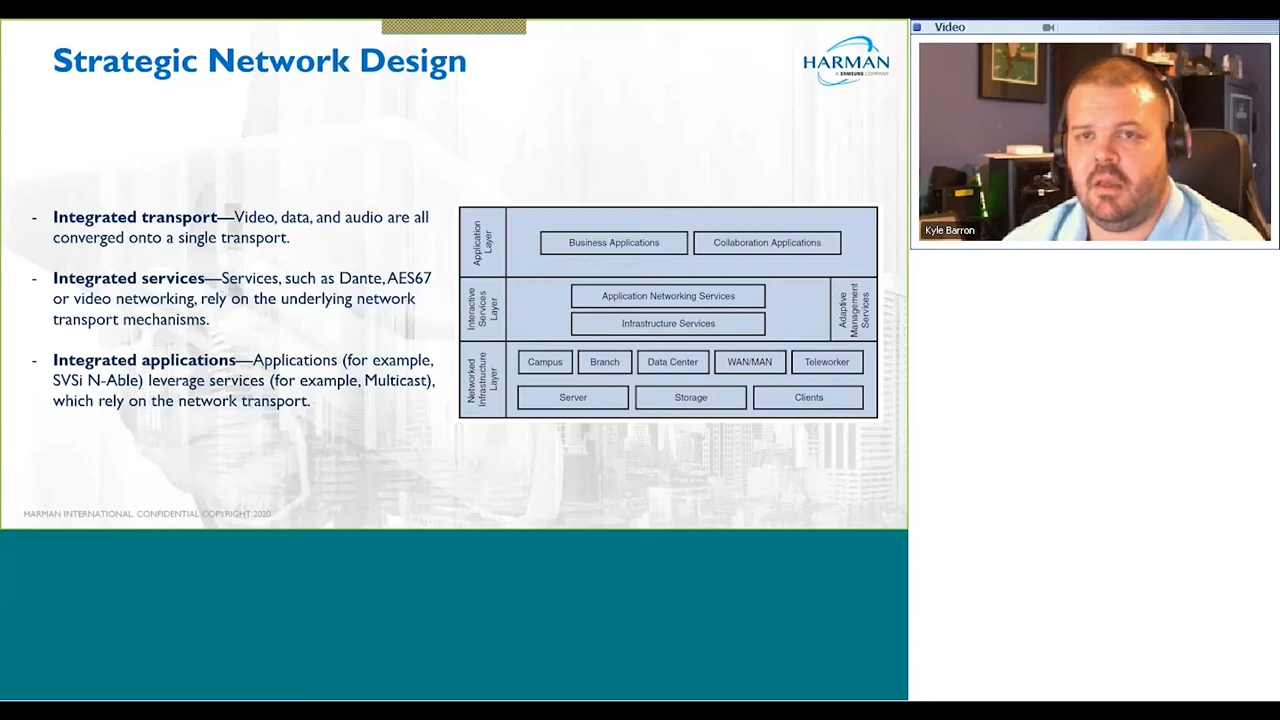 Strategic Network Design
HARMAN
A SAMSUNG COMPANY
- Integrated transport—Video, data, and audio are all
converged onto a single transport.
- Integrated services—Services, such as Dante, AES67
or video networking, rely on the underlying network
transport mechanisms.
- Integrated applications—Applications (for example,
SVSi N-Able) leverage services (for example, Multicast),
which rely on the network transport.
Application
Layer
Business Applications
Collaboration Applications
Interactive
Services
Layer
Application Networking Services
Infrastructure Services
Adaptive
Management
Services
Networked
Infrastructure
Layer
Campus
Branch
Data Center
WAN/MAN
Teleworker
Server
Storage
Clients
HARMAN INTERNATIONAL. CONFIDENTIAL COPYRIGHT 2020
Video
Kyle Barron